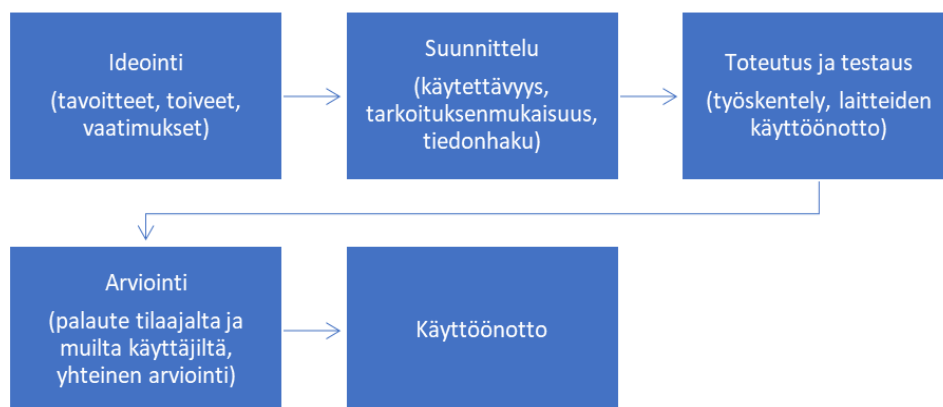 Ideointi
(tavoitteet, toiveet,
vaatimukset)
Suunnittelu
(käytettävyys,
tarkoituksenmukaisuus,
tiedonhaku)
Toteutus ja testaus
(työskentely, laitteiden
käyttöönotto)
Arviointi
(palaute tilaajalta ja
muilta käyttäjiltä,
yhteinen arviointi)
Käyttöönotto